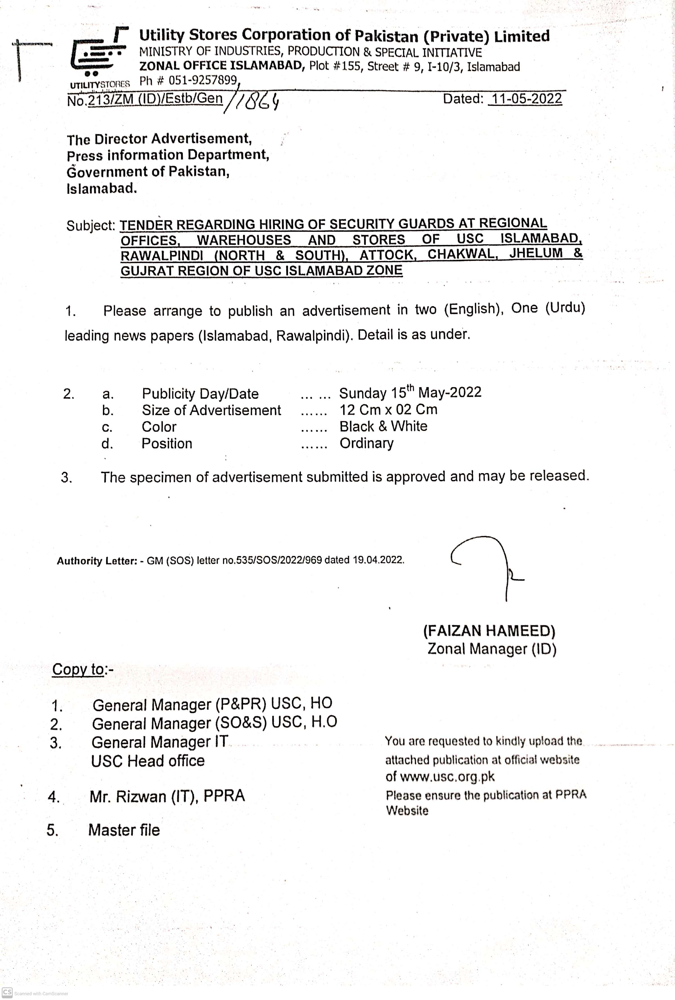 Utility Stores Corporation of Pakistan (Private) Limited
MINISTRY OF INDUSTRIES, PRODUCTION & SPECIAL INITIATIVE
ZONAL OFFICE ISLAMABAD, Plot #155, Street # 9, I-10/3, Islamabad
UTILITYSTORES Ph # 051-9257899,
No.213/ZM (ID)/Estb/Gen /1864 Dated: 11-05-2022
The Director Advertisement,
Press information Department,
Government of Pakistan,
Islamabad.
Subject: TENDER REGARDING HIRING OF SECURITY GUARDS AT REGIONAL
OFFICES, WAREHOUSES AND STORES OF USC ISLAMABAD,
RAWALPINDI (NORTH & SOUTH), ATTOCK, CHAKWAL, JHELUM &
GUJRAT REGION OF USC ISLAMABAD ZONE
1. Please arrange to publish an advertisement in two (English), One (Urdu)
leading news papers (Islamabad, Rawalpindi). Detail is as under.
2. a. Publicity Day/Date ... ... Sunday 15th May-2022
b. Size of Advertisement ...... 12 Cm x 02 Cm
c. Color ...... Black & White
d. Position ...... Ordinary
3. The specimen of advertisement submitted is approved and may be released.
Authority Letter: - GM (SOS) letter no.535/SOS/2022/969 dated 19.04.2022.
(FAIZAN HAMEED)
Zonal Manager (ID)
Copy to:-
1. General Manager (P&PR) USC, HO
2. General Manager (SO&S) USC, H.O
3. General Manager IT You are requested to kindly upload the
USC Head office attached publication at official website
of www.usc.org.pk
4. Mr. Rizwan (IT), PPRA Please ensure the publication at PPRA
Website
5. Master file
CS Scanned with CamScanner